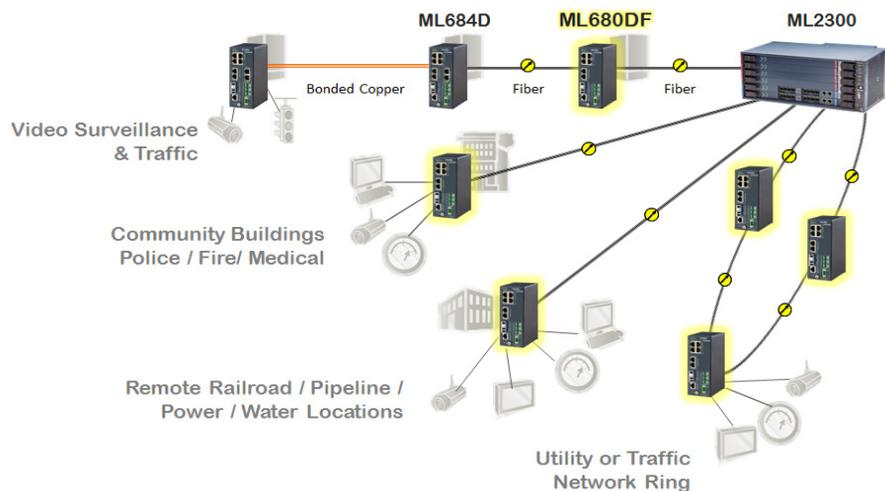 ML684D
ML680DF
ML2300
Bonded Copper
Fiber
Fiber
Video Surveillance
& Traffic
Community Buildings
Police / Fire/ Medical
Remote Railroad / Pipeline /
Power / Water Locations
Utility or Traffic
Network Ring